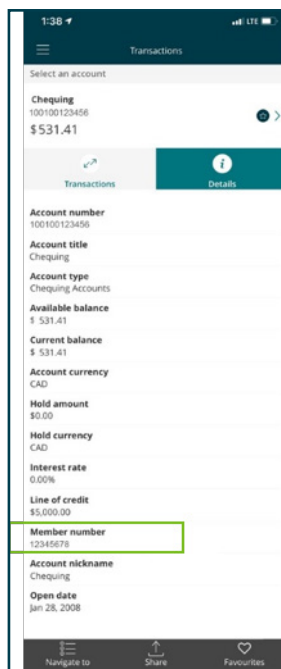 1:38
LTE
Transactions
Select an account
Chequing
100100123456
$531.41
Transactions
Details
Account number
100100123456
Account title
Chequing
Account type
Chequing Accounts
Available balance
$ 531.41
Current balance
$ 531.41
Account currency
CAD
Hold amount
$0.00
Hold currency
CAD
Interest rate
0.00%
Line of credit
$5,000.00
Member number
12345678
Account nickname
Chequing
Open date
Jan 28, 2008
Navigate to
Share
Favourites